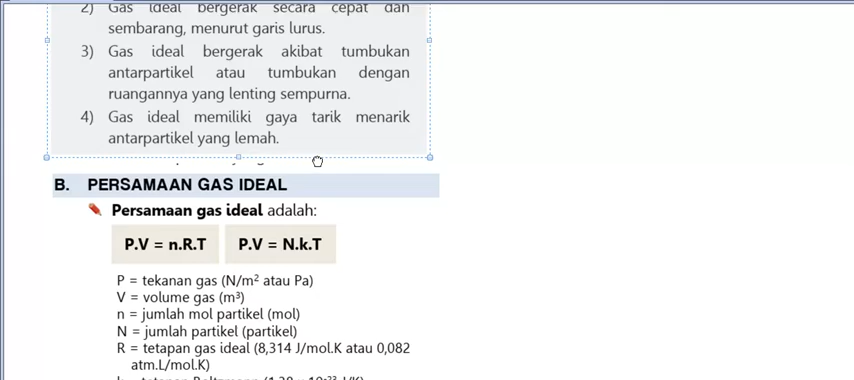 2) Gas ideal bergerak secara cepat dan
sembarang, menurut garis lurus.
3) Gas ideal bergerak akibat tumbukan
antarpartikel atau tumbukan dengan
ruangannya yang lenting sempurna.
4) Gas ideal memiliki gaya tarik menarik
antarpartikel yang lemah.
B. PERSAMAAN GAS IDEAL
Persamaan gas ideal adalah:
P.V = n.R.T P.V = N.k.T
P = tekanan gas (N/m² atau Pa)
V = volume gas (m³)
n = jumlah mol partikel (mol)
N = jumlah partikel (partikel)
R = tetapan gas ideal (8,314 J/mol.K atau 0,082
atm.L/mol.K)